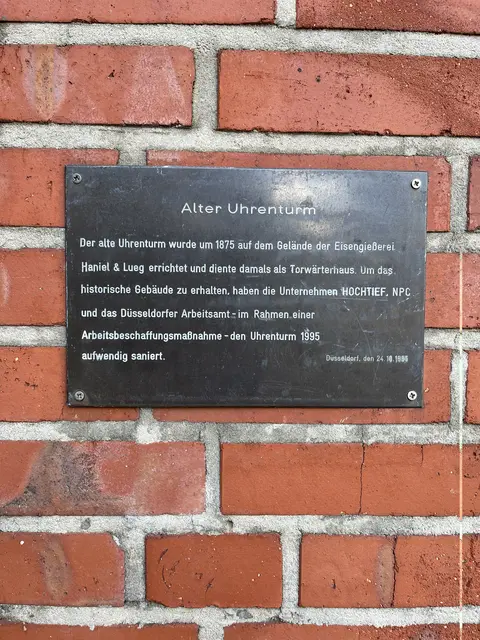 Alter Uhrenturm
Der alte Uhrenturm wurde um 1875 auf dem Gelände der Eisengießerei
Haniel & Lueg errichtet und diente damals als Torwärterhaus. Um das
historische Gebäude zu erhalten, haben die Unternehmen HOCHTIEF, NPC
und das Düsseldorfer Arbeitsamt - im Rahmen einer
Arbeitsbeschaffungsmaßnahme - den Uhrenturm 1995
aufwendig saniert.
Düsseldorf, den 24.10.1996